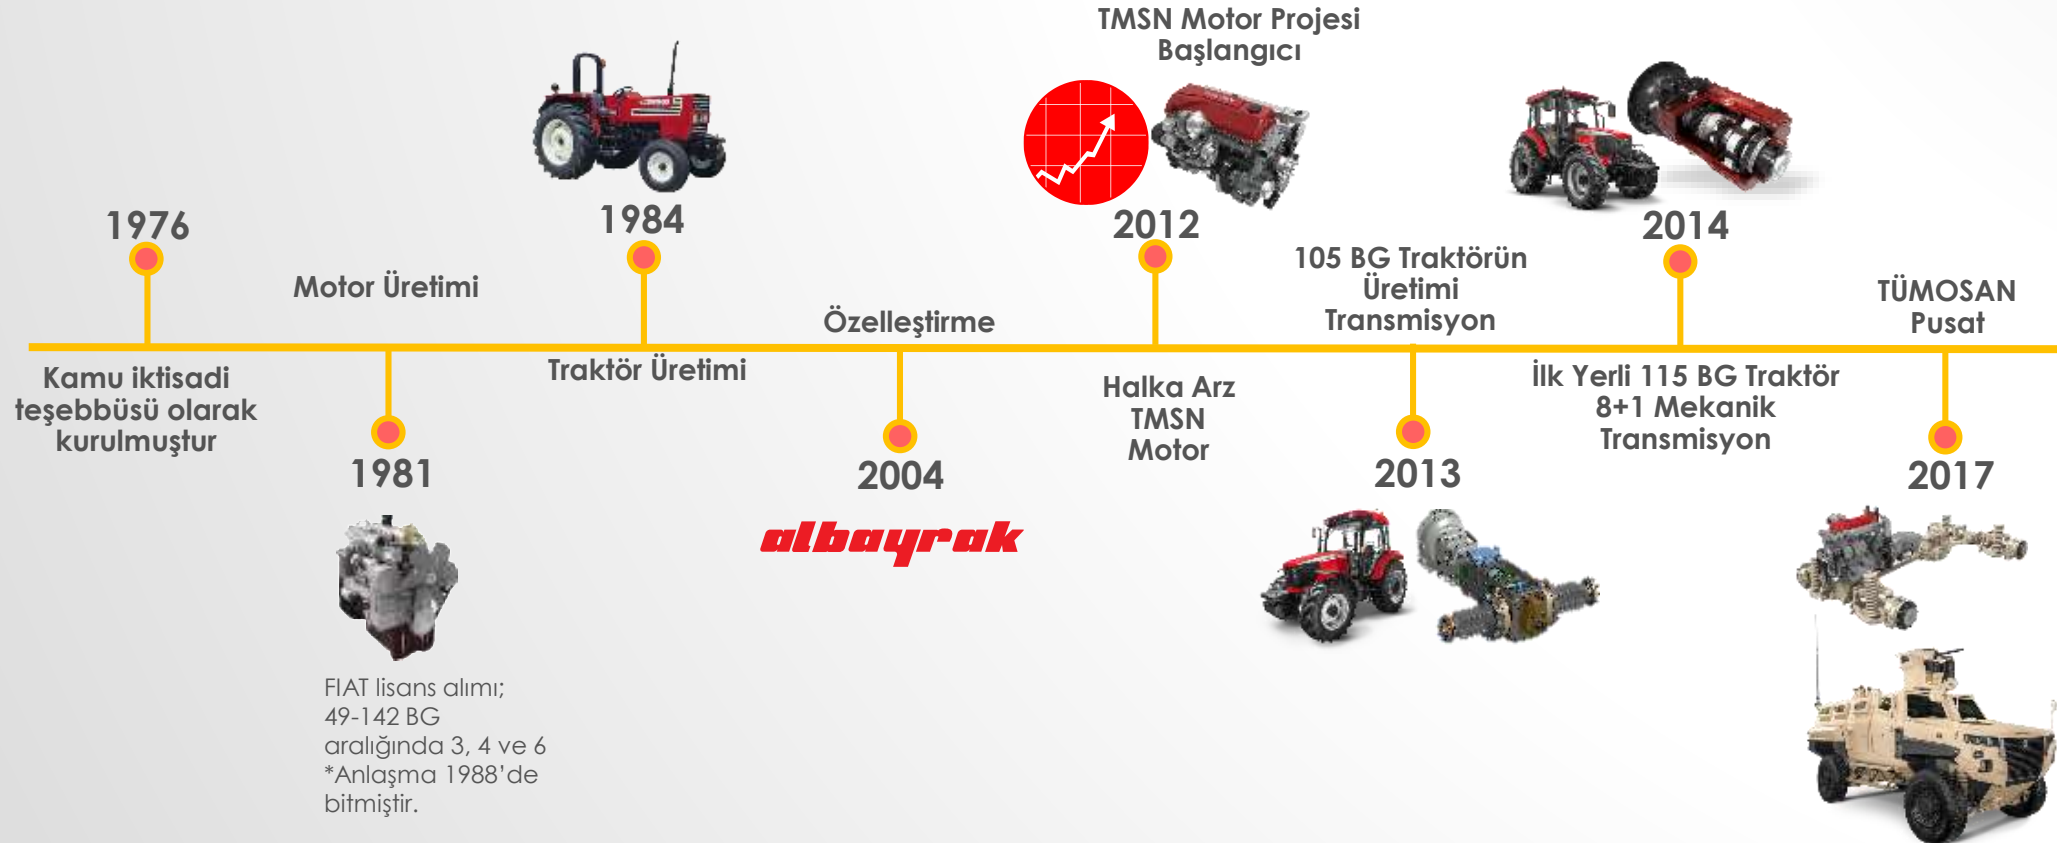 1976
Kamu iktisadi
teşebbüsü olarak
kurulmuştur
Motor Üretimi
1981
FIAT lisans alımı;
49-142 BG
aralığında 3, 4 ve 6
*Anlaşma 1988’de
bitmiştir.
1984
Traktör Üretimi
Özelleştirme
2004
albayrak
TMSN Motor Projesi
Başlangıcı
2012
Halka Arz
TMSN
Motor
105 BG Traktörün
Üretimi
Transmisyon
2013
2014
İlk Yerli 115 BG Traktör
8+1 Mekanik
Transmisyon
TÜMOSAN
Pusat
2017